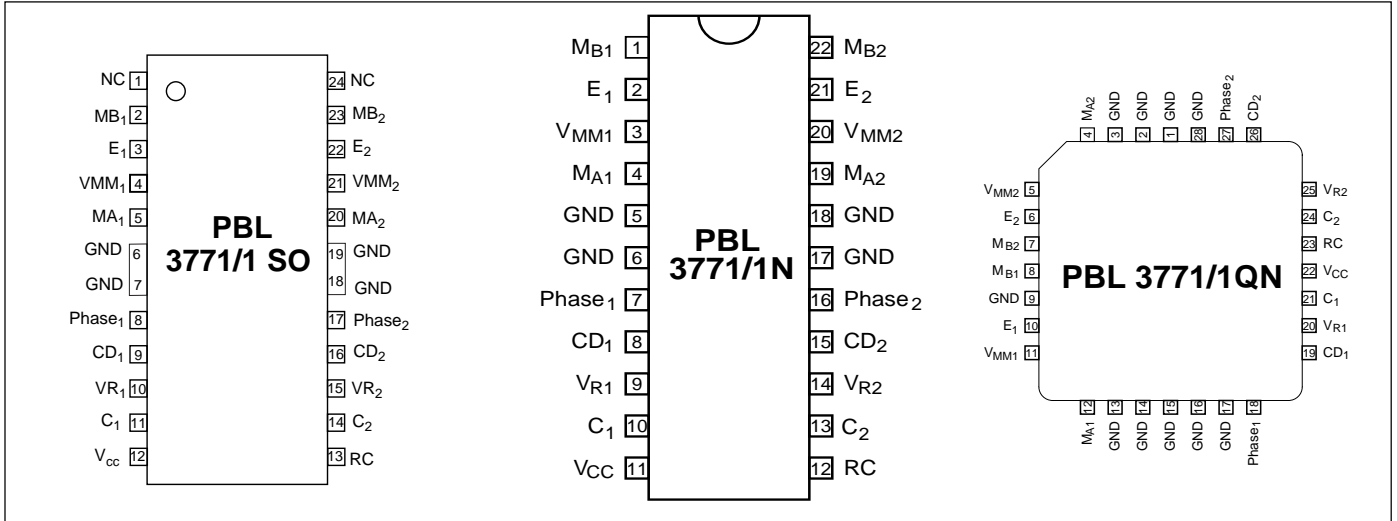 NC 1
MB₁ 2
E₁ 3
VMM₁ 4
MA₁ 5
GND 6
GND 7
Phase₁ 8
CD₁ 9
VR₁ 10
C₁ 11
Vcc 12
PBL
3771/1 SO
24 NC
23 MB₂
22 E₂
21 VMM₂
20 MA₂
19 GND
18 GND
17 Phase₂
16 CD₂
15 VR₂
14 C₂
13 RC
MB1 1
E1 2
VMM1 3
MA1 4
GND 5
GND 6
Phase1 7
CD1 8
VR1 9
C1 10
VCC 11
PBL
3771/1N
22 MB2
21 E2
20 VMM2
19 MA2
18 GND
17 GND
16 Phase2
15 CD2
14 VR2
13 C2
12 RC
MA2 4
GND 3
GND 2
GND 1
GND 28
Phase2 27
CD2 26
VMM2 5
E2 6
MB2 7
MB1 8
GND 9
E1 10
VMM1 11
PBL 3771/1QN
25 VR2
24 C2
23 RC
22 VCC
21 C1
20 VR1
19 CD1
MA1 12
GND 13
GND 14
GND 15
GND 16
GND 17
Phase1 18